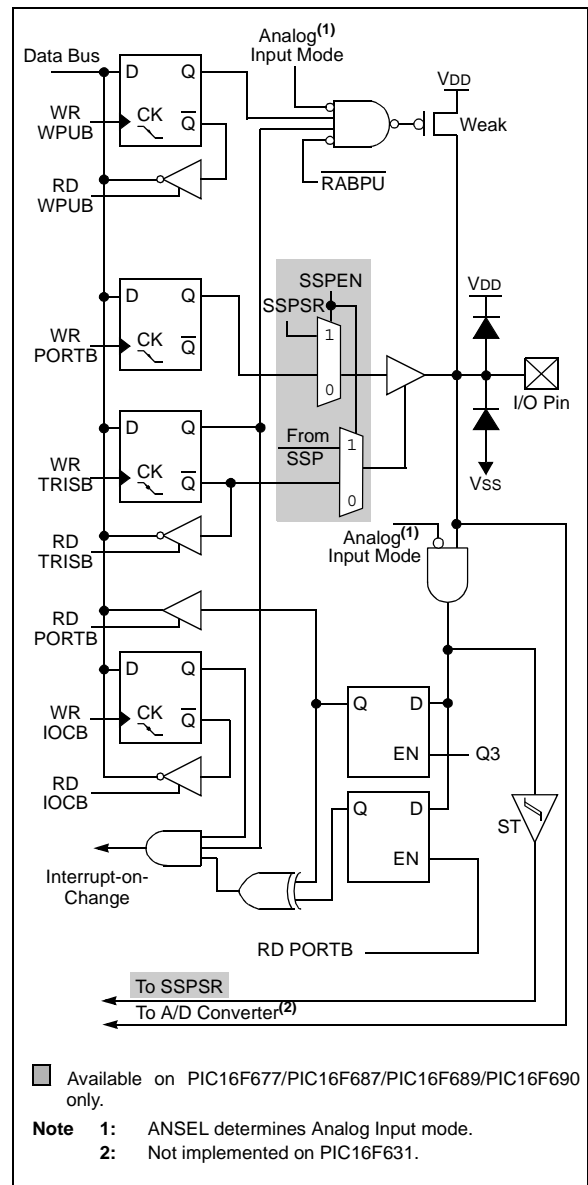 Analog(1)
Input Mode
Data Bus
D Q
VDD
WR
WPUB
CK Q
Weak
RD
WPUB
RABPU
SSPEN
SSPSR
VDD
D Q
1
WR
PORTB
CK Q
0
I/O Pin
D Q
From
SSP
1
WR
TRISB
CK Q
0
VSS
Analog(1)
Input Mode
RD
TRISB
RD
PORTB
D Q
Q D
WR
IOCB
CK Q
EN
Q3
RD
IOCB
Q D
ST
EN
Interrupt-on-
Change
RD PORTB
To SSPSR
To A/D Converter(2)
Available on PIC16F677/PIC16F687/PIC16F689/PIC16F690
only.
Note 1: ANSEL determines Analog Input mode.
2: Not implemented on PIC16F631.